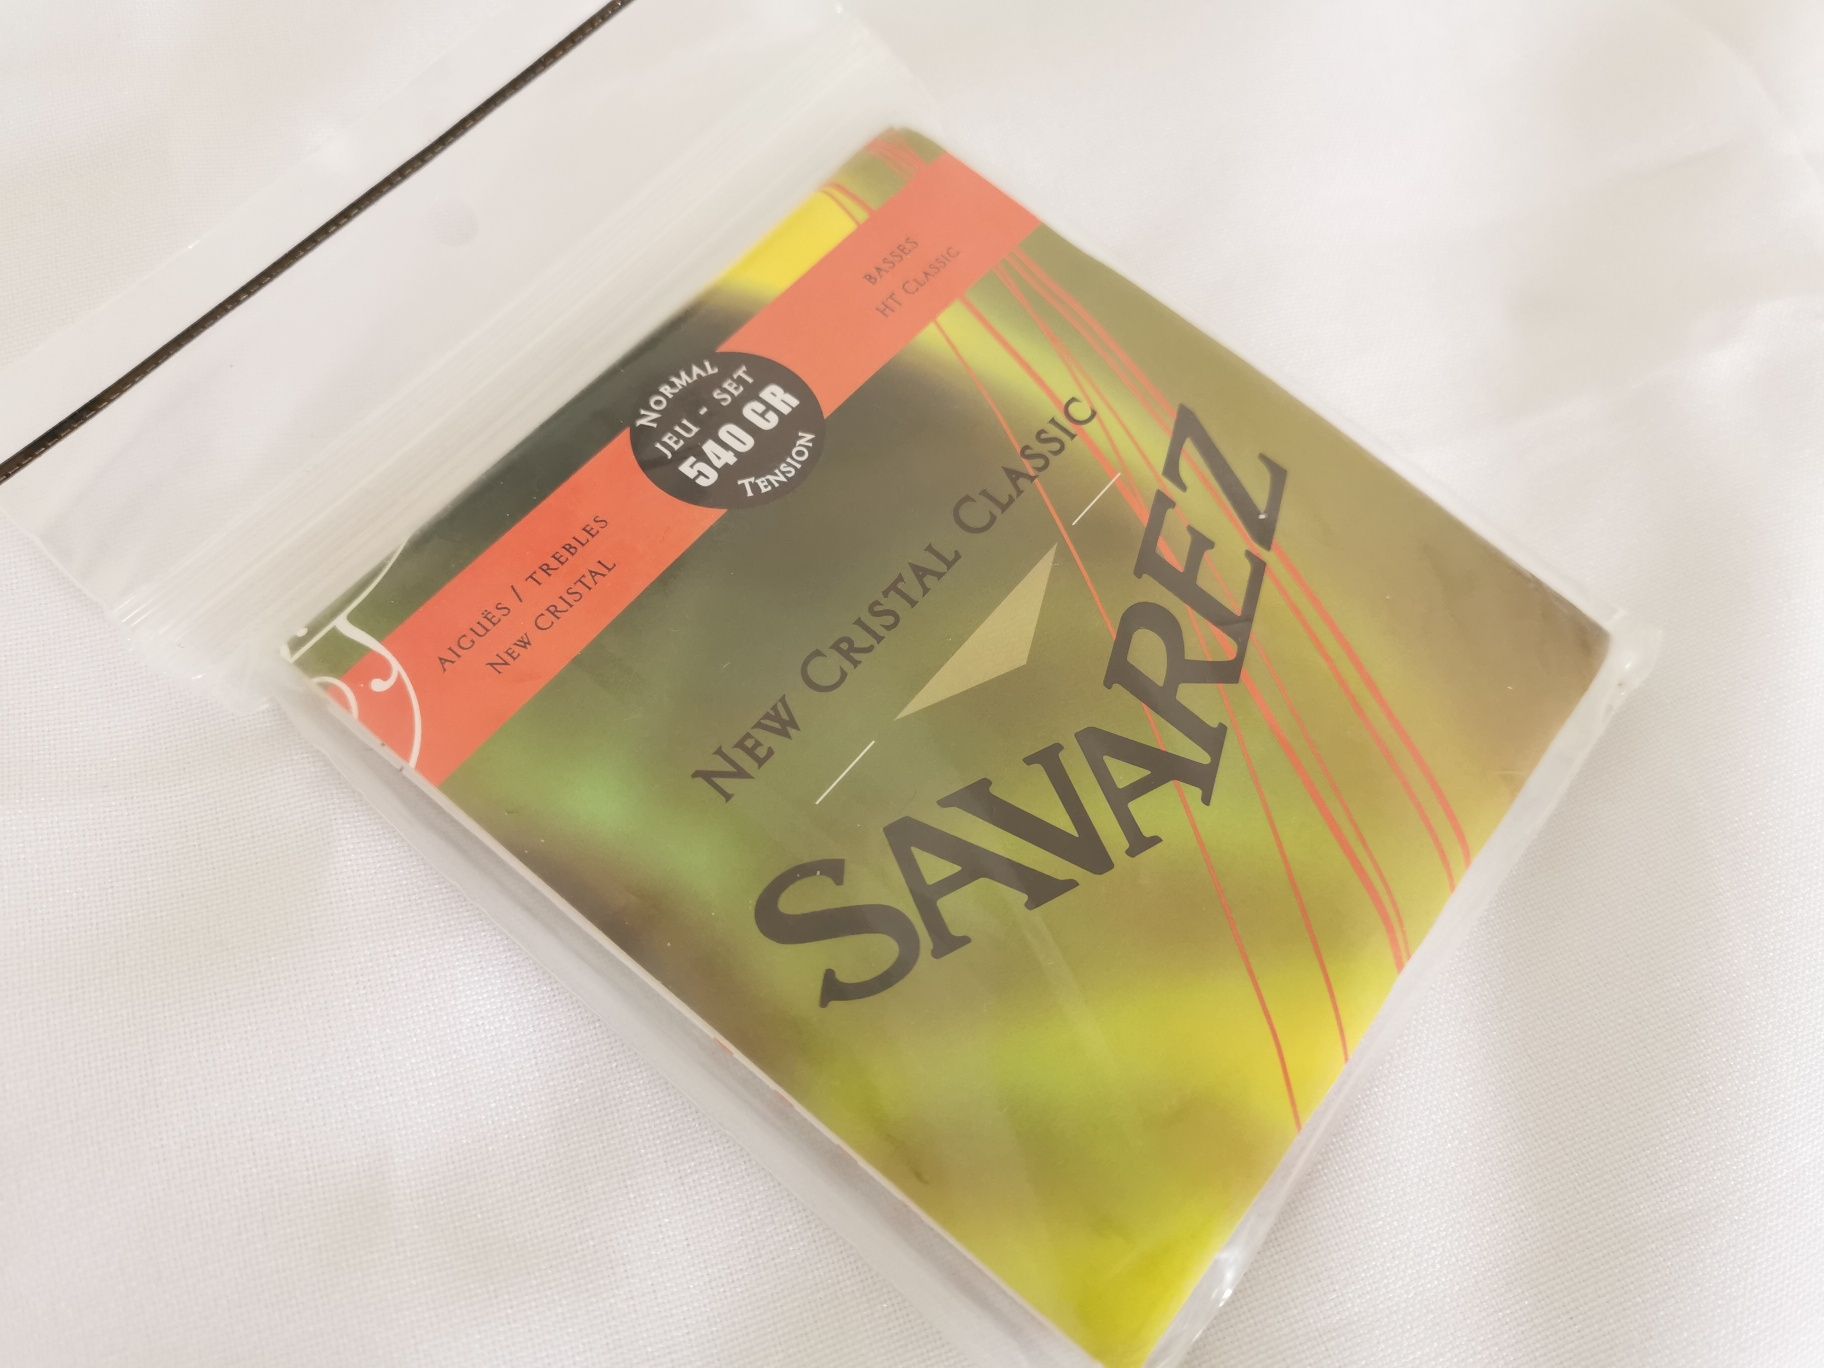 BASSES
HT CLASSIC
NORMAL
JEU - SET
540 CR
TENSION
AIGUËS / TREBLES
NEW CRISTAL
NEW CRISTAL CLASSIC
SAVAREZ